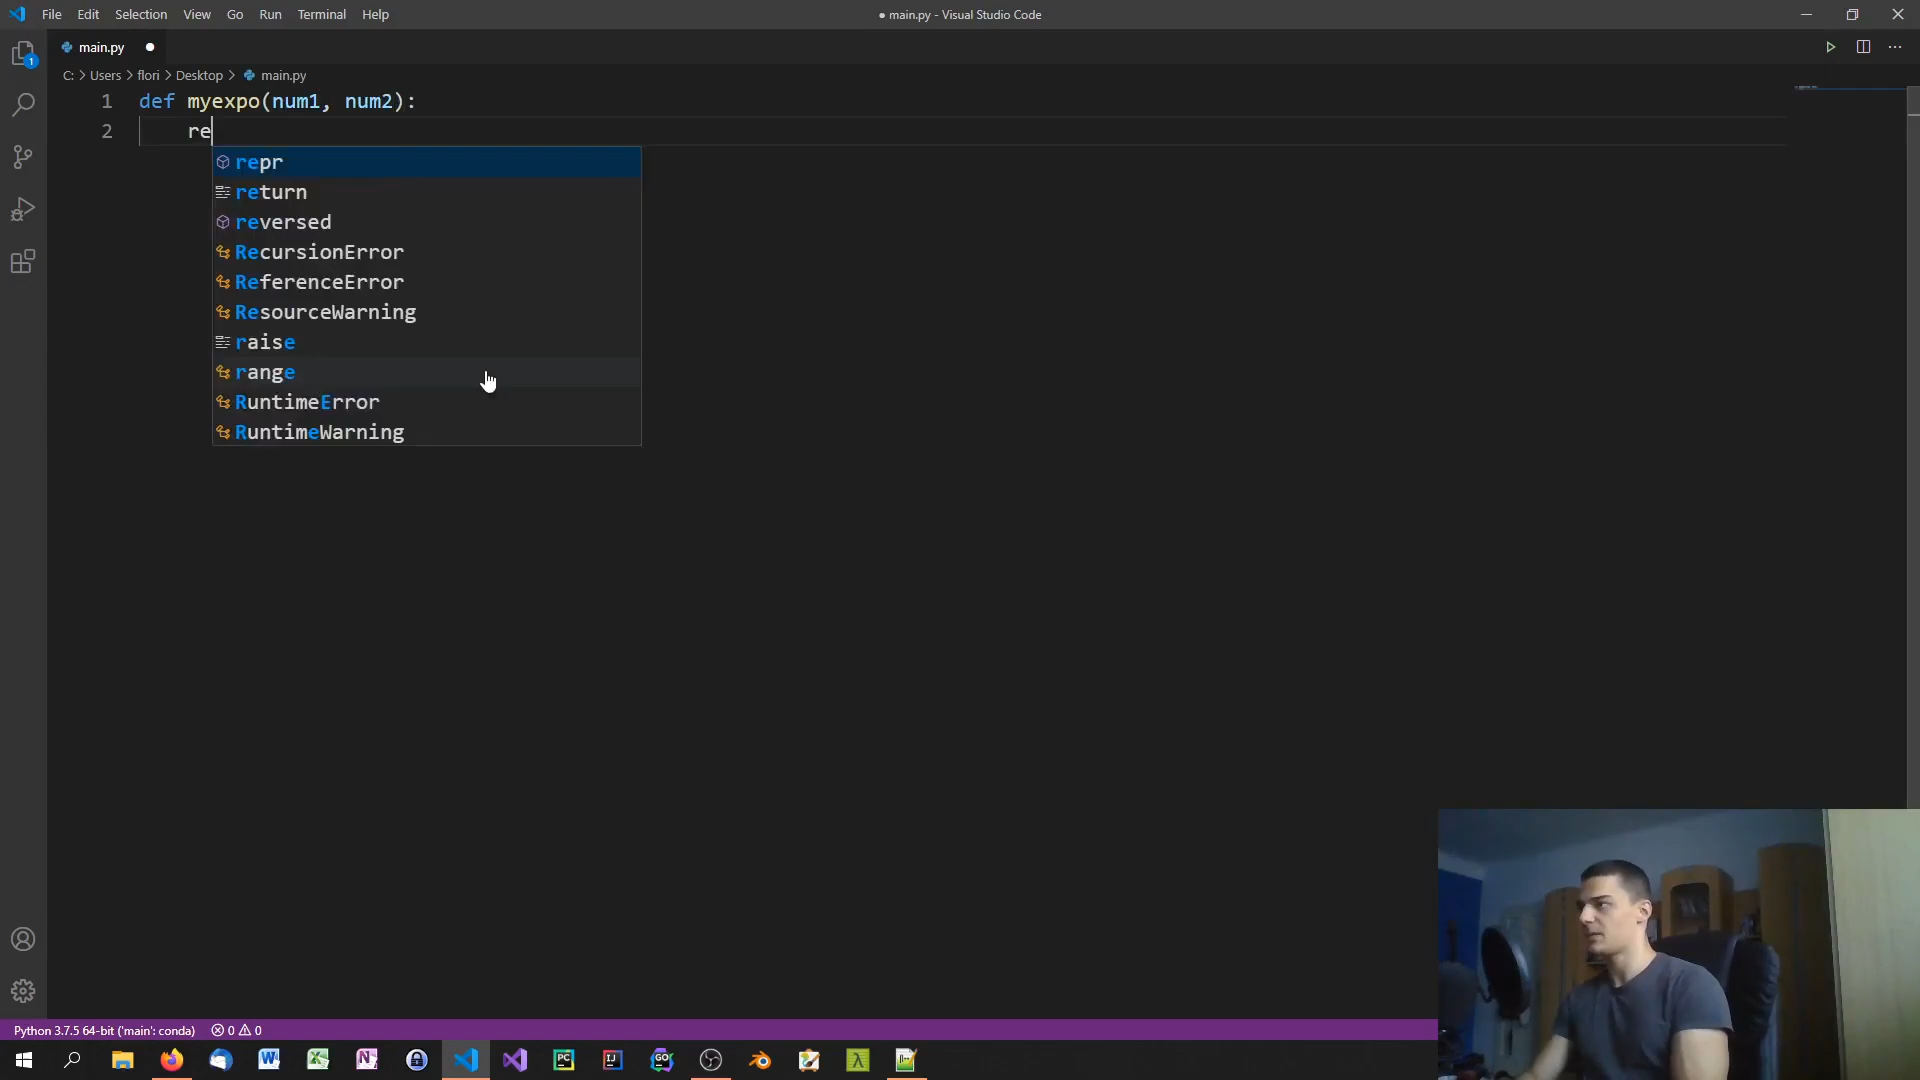 File Edit Selection View Go Run Terminal Help
● main.py - Visual Studio Code
main.py
1
C: > Users > flori > Desktop > main.py
1 def myexpo(num1, num2):
2 re
repr
return
reversed
RecursionError
ReferenceError
ResourceWarning
raise
range
RuntimeError
RuntimeWarning
Python 3.7.5 64-bit ('main': conda) 0 0